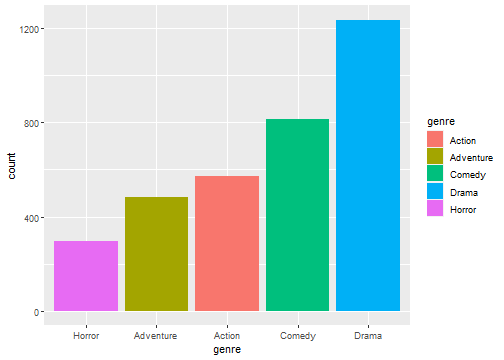 1200
800
400
0
count
Horror Adventure Action Comedy Drama
genre
genre
Action
Adventure
Comedy
Drama
Horror